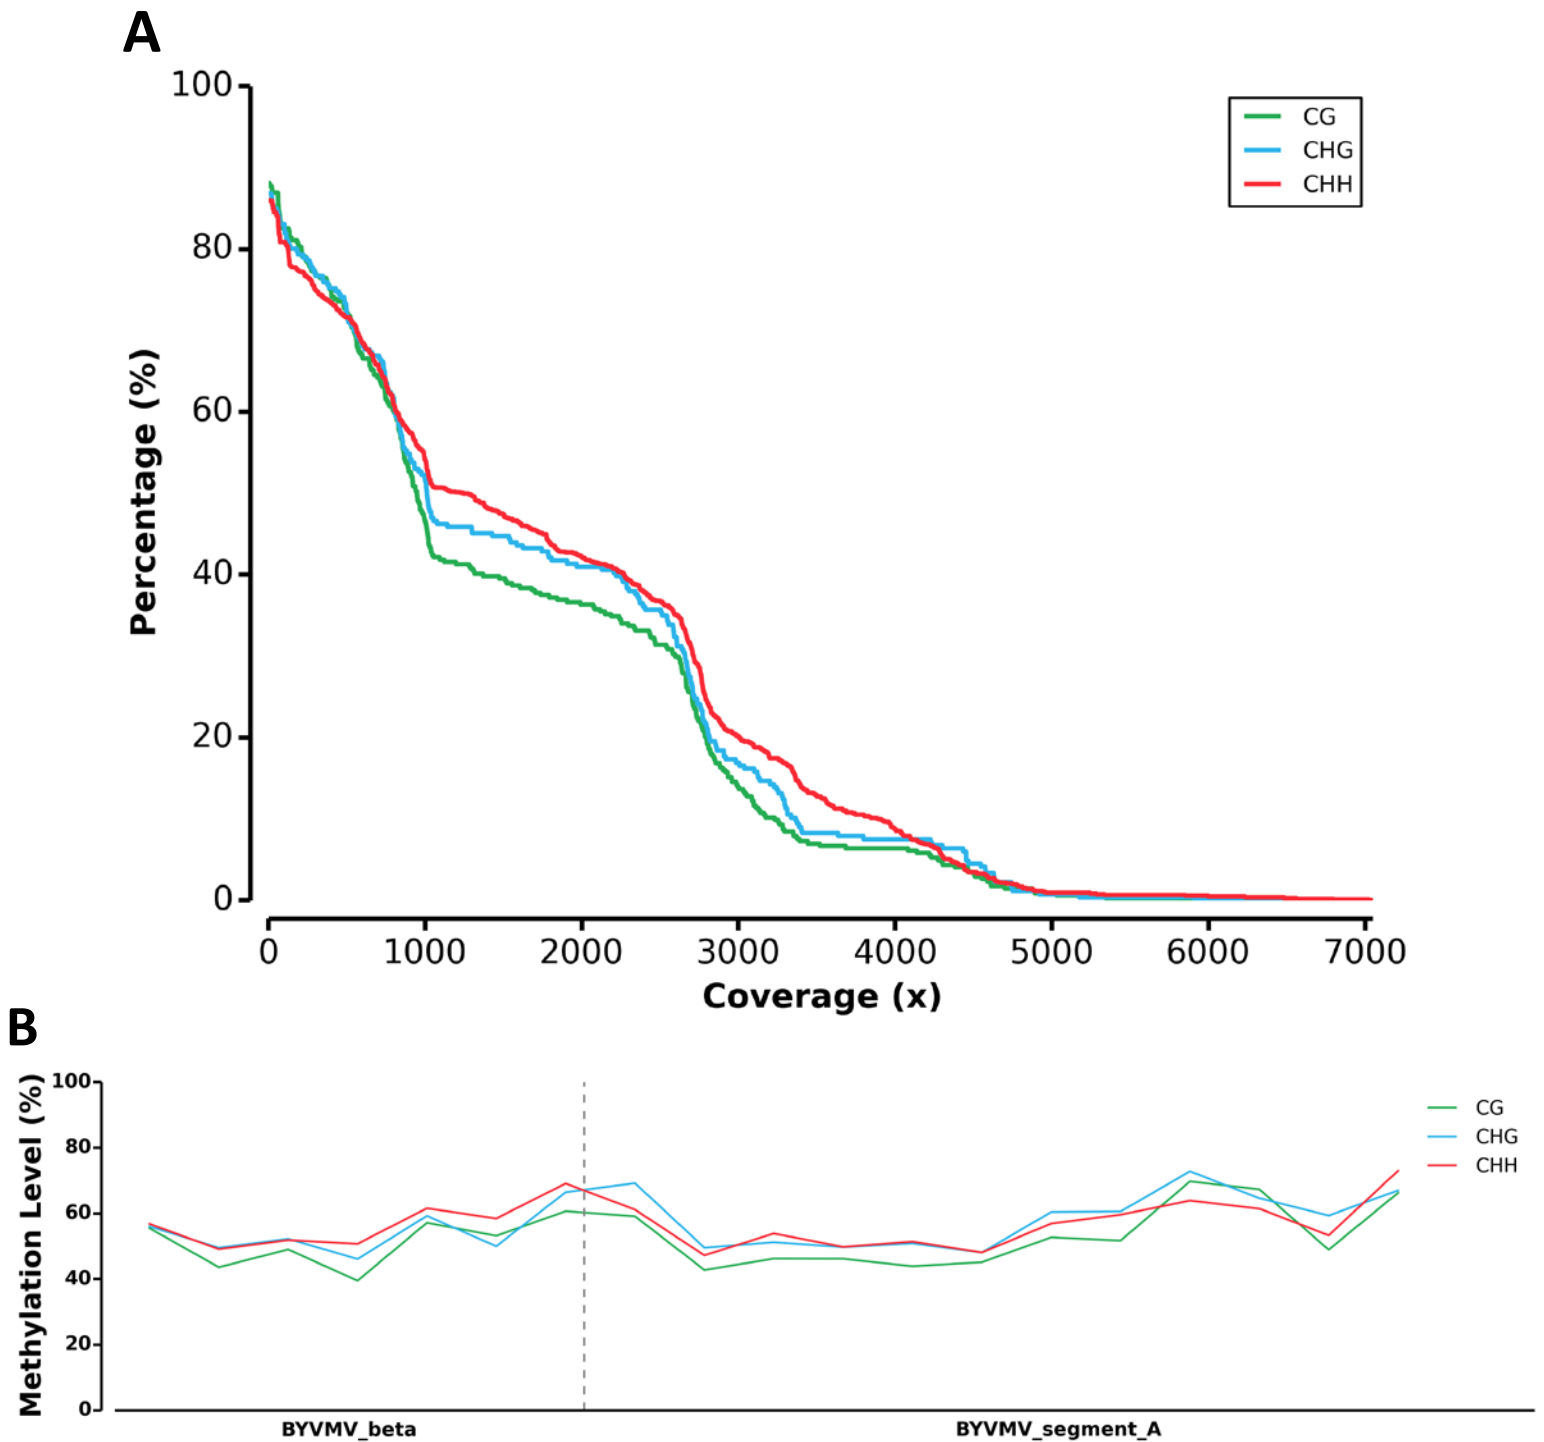 A
100
80
60
40
20
0
Percentage (%)
CG
CHG
CHH
0 1000 2000 3000 4000 5000 6000 7000
Coverage (x)
B
100
80
60
40
20
0
Methylation Level (%)
CG
CHG
CHH
BYVMV_beta BYVMV_segment_A